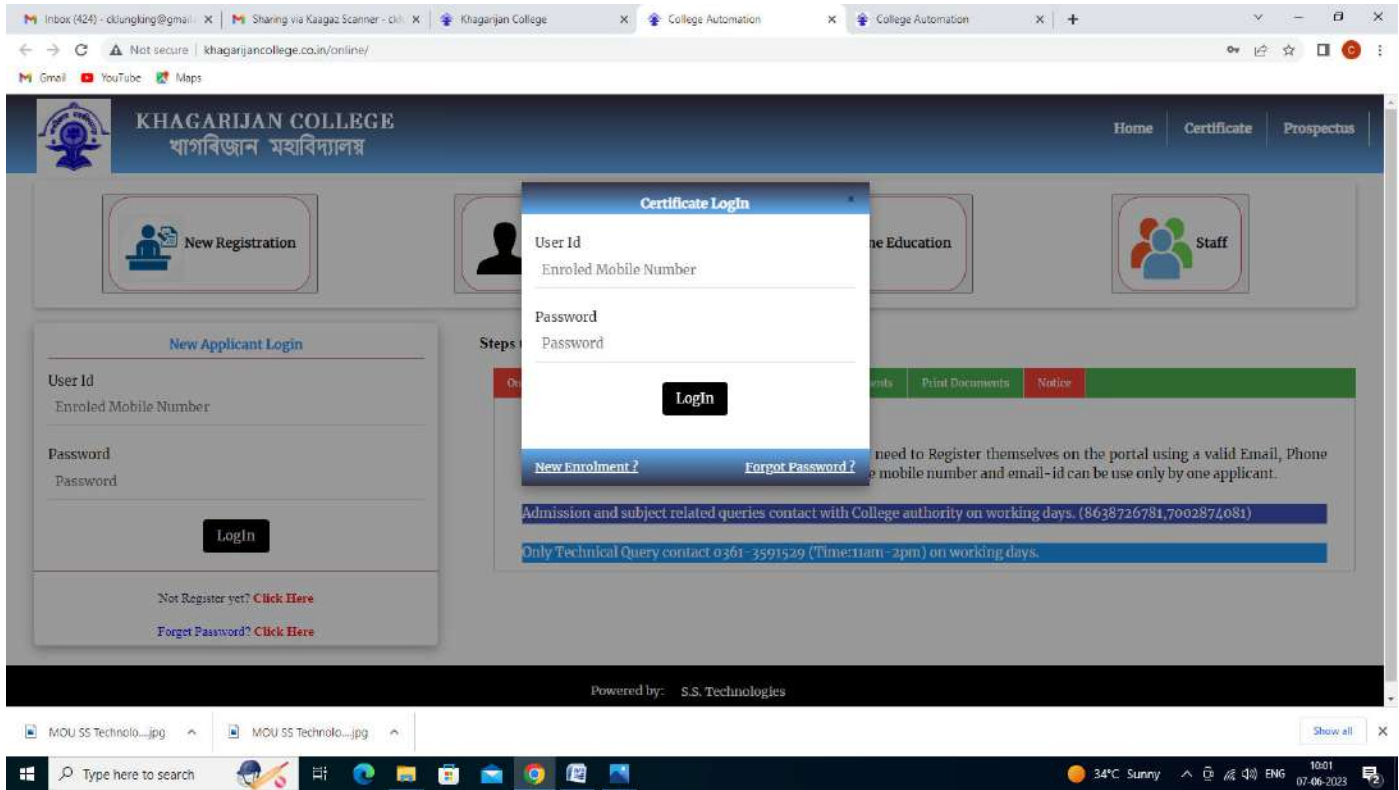 Inbox (424) - cklungking@gmail
Sharing via Kaagaz Scanner - ckl
Khagarijan College
College Automation
College Automation
Not secure | khagarijancollege.co.in/online/
Gmail
YouTube
Maps
KHAGARIJAN COLLEGE
খাগৰিজান মহাবিদ্যালয়
Home
Certificate
Prospectus
New Registration
ne Education
Staff
Certificate LogIn
User Id
Enroled Mobile Number
Password
Password
LogIn
New Enrolment ?
Forgot Password ?
New Applicant Login
User Id
Enroled Mobile Number
Password
Password
LogIn
Not Register yet? Click Here
Forget Password? Click Here
Steps
On
ents
Print Documents
Notice
need to Register themselves on the portal using a valid Email, Phone
e mobile number and email-id can be use only by one applicant.
Admission and subject related queries contact with College authority on working days. (8638726781,7002874081)
Only Technical Query contact 0361-3591529 (Time:11am-2pm) on working days.
Powered by: S.S. Technologies
MOU SS Technolo....jpg
MOU SS Technolo....jpg
Show all
Type here to search
34°C Sunny
ENG
10:01
07-06-2023